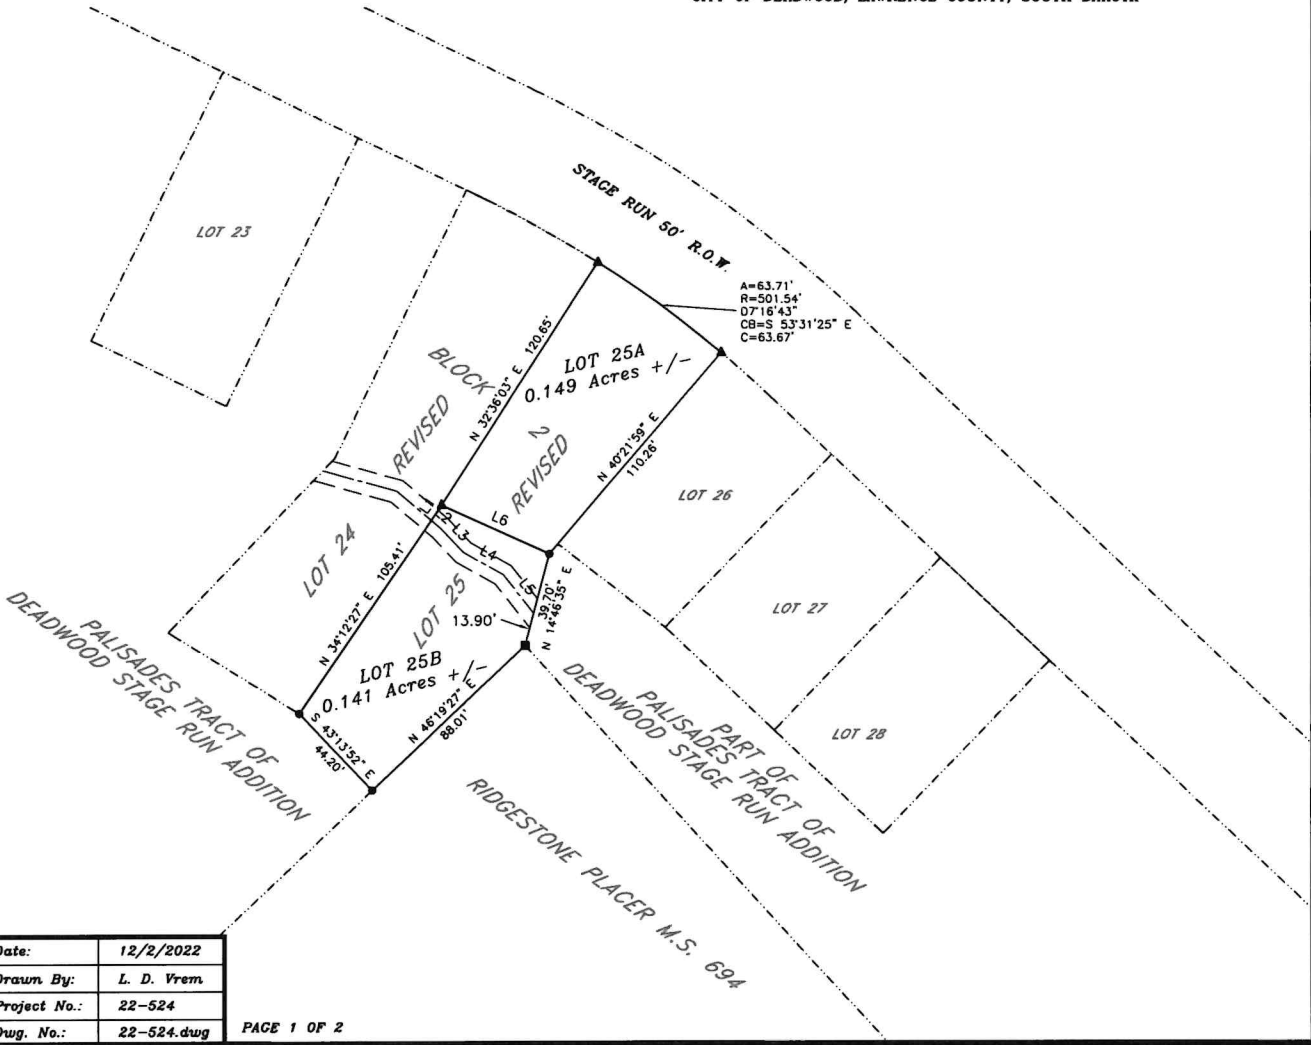 LOT 23
STAGE RUN 50' R.O.W.
A=63.71'
R=501.54'
D7°16'43"
CB=S 53°31'25" E
C=63.67'
LOT 25A
0.149 Acres +/-
N 32°36'03" E 120.65'
BLOCK 2
REVISED
REVISED
N 40°21'59" E
110.26'
LOT 26
L6
L2
L3
L4
L5
LOT 24
N 34°12'27" E 105.41'
LOT 25
13.90'
39.70'
N 14°46'35" E
LOT 27
LOT 25B
0.141 Acres +/-
S 43°13'52" E
44.20'
N 46°19'27" E
88.01'
LOT 28
PALISADES TRACT OF
DEADWOOD STAGE RUN ADDITION
PART OF
PALISADES TRACT OF
DEADWOOD STAGE RUN ADDITION
RIDGESTONE PLACER M.S. 694
Date: 12/2/2022
Drawn By: L. D. Vrem
Project No.: 22-524
Dwg. No.: 22-524.dwg
PAGE 1 OF 2